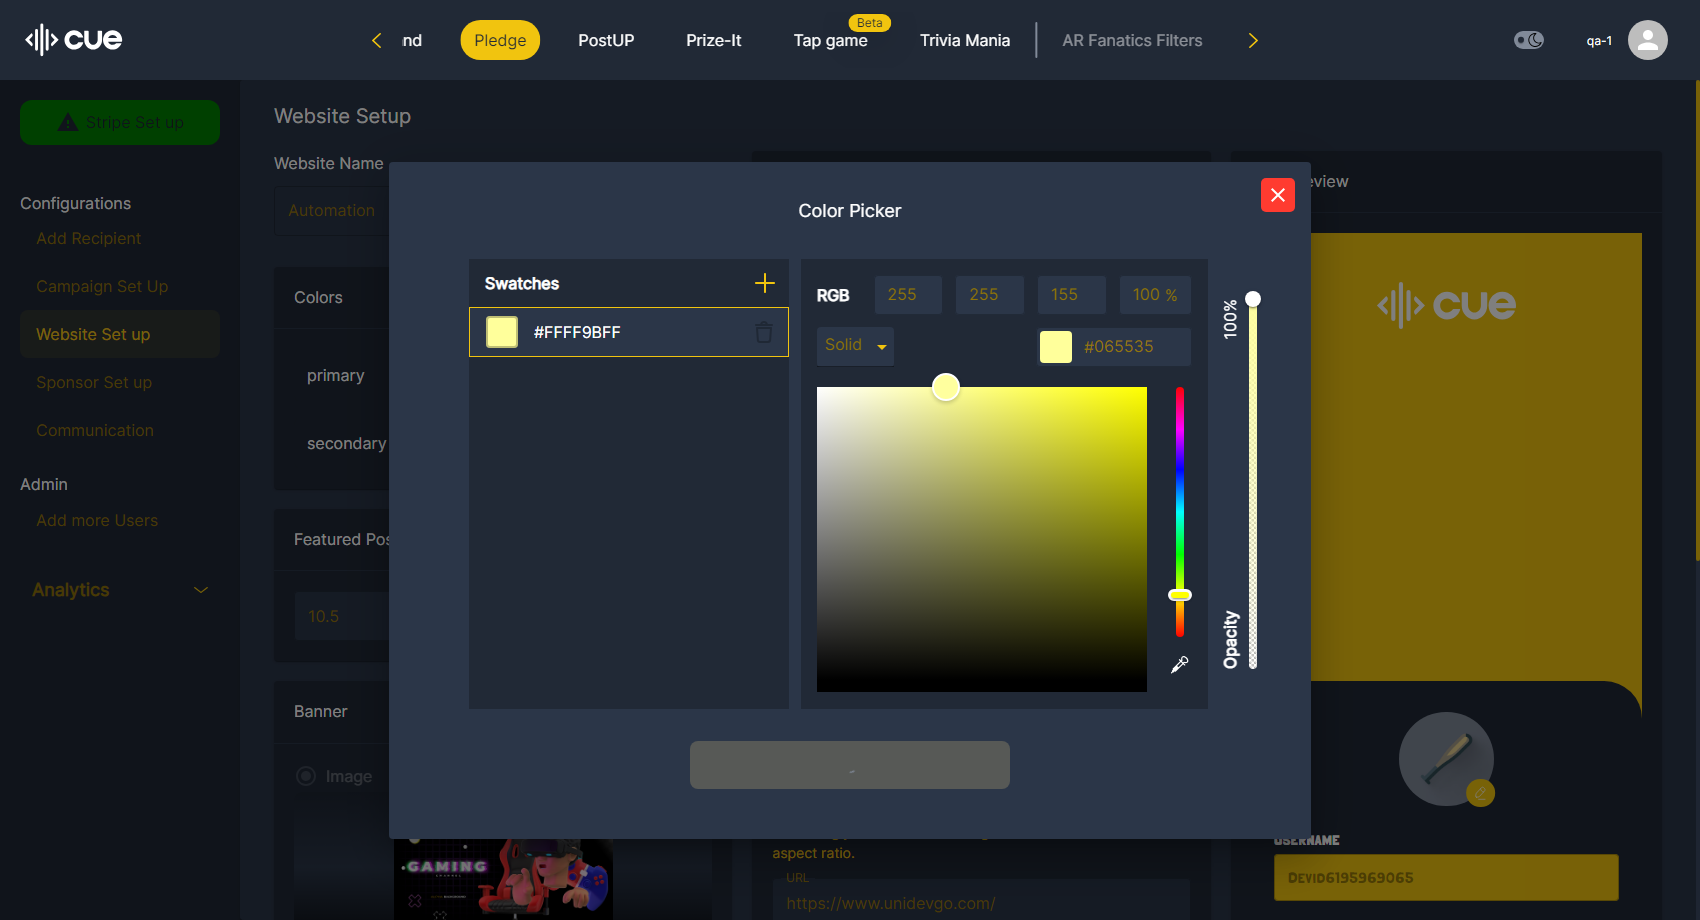 cue
Pledge
PostUP
Prize-It
Tap game
Beta
Trivia Mania
AR Fanatics Filters
qa-1
Stripe Set up
Configurations
Add Recipient
Campaign Set Up
Website Set up
Sponsor Set up
Communication
Admin
Add more Users
Analytics
Website Setup
Website Name
Automation
Colors
primary
secondary
Featured
10.5
Banner
Image
GAMING
Color Picker
Swatches
#FFFF9BFF
RGB
255
255
155
100 %
Solid
#065535
100%
Opacity
aspect ratio.
URL
https://www.unidevgo.com/
cue
USERNAME
Devid6195969065